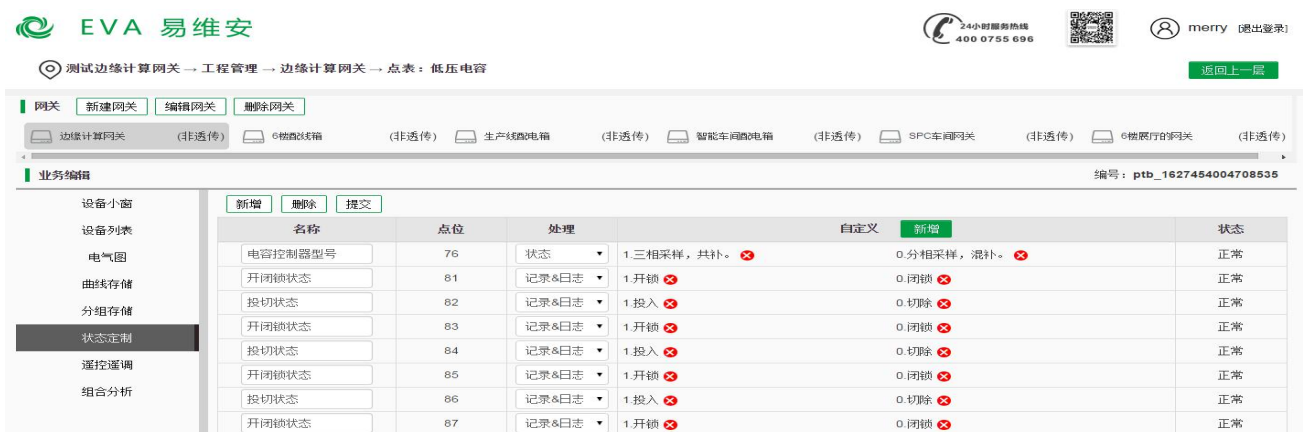 EVA 易维安
24小时服务热线
400 0755 696
merry [退出登录]
测试边缘计算网关→工程管理→边缘计算网关→点表：低压电容
返回上一层
网关 新建网关 编辑网关 删除网关
边缘计算网关 (非透传) 6楼配线箱 (非透传) 生产线配电箱 (非透传) 智能车间配电箱 (非透传) SPC车间网关 (非透传) 6楼展厅的网关 (非透传)
业务编辑 编号：ptb_1627454004708535
设备小窗
设备列表
电气图
曲线存储
分组存储
状态定制
遥控遥调
组合分析
新增 删除 提交
名称 点位 处理 自定义 新增 状态
电容控制器型号 76 状态 1.三相采样，共补。 0.分相采样，混补。 正常
开闭锁状态 81 记录&日志 1.开锁 0.闭锁 正常
投切状态 82 记录&日志 1.投入 0.切除 正常
开闭锁状态 83 记录&日志 1.开锁 0.闭锁 正常
投切状态 84 记录&日志 1.投入 0.切除 正常
开闭锁状态 85 记录&日志 1.开锁 0.闭锁 正常
投切状态 86 记录&日志 1.投入 0.切除 正常
开闭锁状态 87 记录&日志 1.开锁 0.闭锁 正常